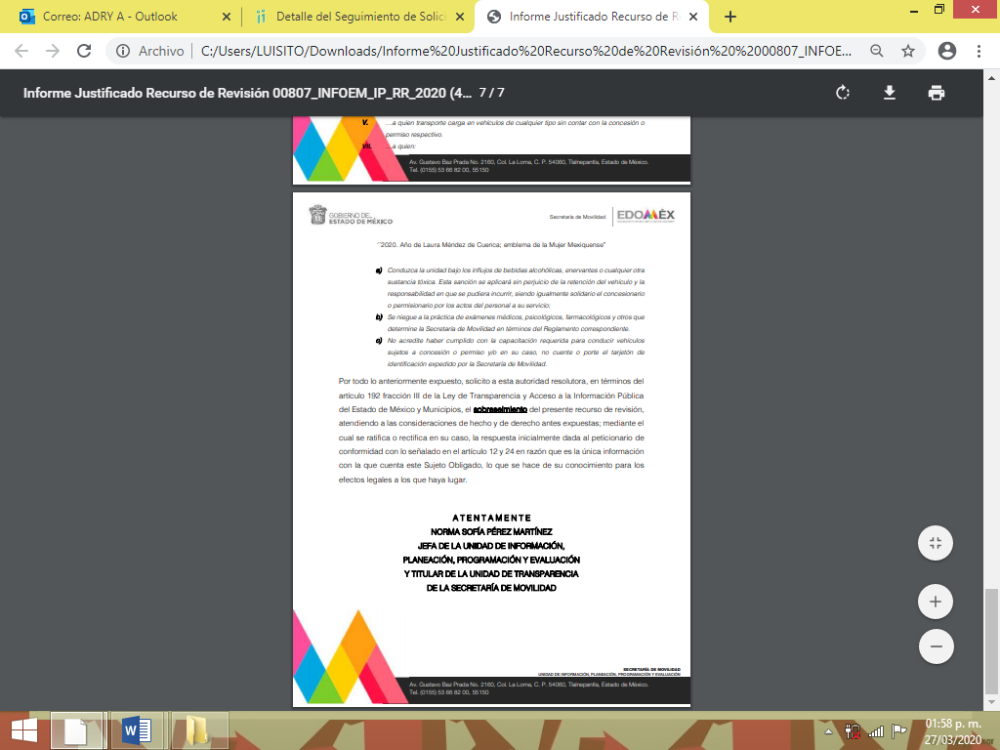 Correo: ADRY A - Outlook
Detalle del Seguimiento de Solici
Informe Justificado Recurso de R
Archivo
C:/Users/LUISITO/Downloads/Informe%20Justificado%20Recurso%20de%20Revisión%20%2000807_INFOE...
Informe Justificado Recurso de Revisión 00807_INFOEM_IP_RR_2020 (4... 7 / 7
V. ...a quien transporte carga en vehículos de cualquier tipo sin contar con la concesión o
permiso respectivo.
VII. ...a quien:
Av. Gustavo Baz Prada No. 2160, Col. La Loma, C. P. 54060, Tlalnepantla, Estado de México.
Tel. (0155) 53 66 82 00, 55150
GOBIERNO DEL
ESTADO DE MÉXICO
Secretaría de Movilidad
EDOMÉX
¨2020. Año de Laura Méndez de Cuenca; emblema de la Mujer Mexiquense"
a) Conduzca la unidad bajo los influjos de bebidas alcohólicas, enervantes o cualquier otra
sustancia tóxica. Esta sanción se aplicará sin perjuicio de la retención del vehículo y la
responsabilidad en que se pudiera incurrir, siendo igualmente solidario el concesionario
o permisionario por los actos del personal a su servicio;
b) Se niegue a la práctica de exámenes médicos, psicológicos, farmacológicos y otros que
determine la Secretaría de Movilidad en términos del Reglamento correspondiente.
c) No acredite haber cumplido con la capacitación requerida para conducir vehículos
sujetos a concesión o permiso y/o en su caso, no cuente o porte el tarjetón de
identificación expedido por la Secretaría de Movilidad.
Por todo lo anteriormente expuesto, solicito a esta autoridad resolutora, en términos del
artículo 192 fracción III de la Ley de Transparencia y Acceso a la Información Pública
del Estado de México y Municipios, el sobreseimiento del presente recurso de revisión,
atendiendo a las consideraciones de hecho y de derecho antes expuestas; mediante el
cual se ratifica o rectifica en su caso, la respuesta inicialmente dada al peticionario de
conformidad con lo señalado en el artículo 12 y 24 en razón que es la única información
con la que cuenta este Sujeto Obligado, lo que se hace de su conocimiento para los
efectos legales a los que haya lugar.
A T E N T A M E N T E
NORMA SOFÍA PÉREZ MARTÍNEZ
JEFA DE LA UNIDAD DE INFORMACIÓN,
PLANEACIÓN, PROGRAMACIÓN Y EVALUACIÓN
Y TITULAR DE LA UNIDAD DE TRANSPARENCIA
DE LA SECRETARÍA DE MOVILIDAD
SECRETARÍA DE MOVILIDAD
UNIDAD DE INFORMACIÓN, PLANEACIÓN, PROGRAMACIÓN Y EVALUACIÓN
Av. Gustavo Baz Prada No. 2160, Col. La Loma, C. P. 54060, Tlalnepantla, Estado de México.
Tel. (0155) 53 66 82 00, 55150
01:58 p. m.
27/03/2020